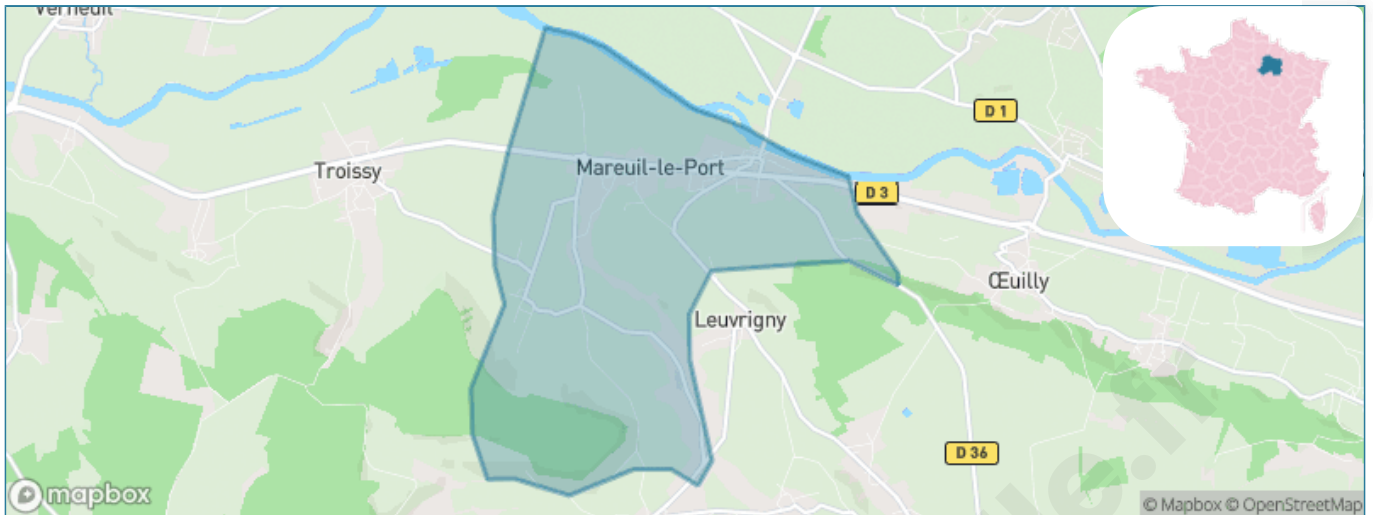 Verneuil
D 1
Troissy
Mareuil-le-Port
D 3
Œuilly
Leuvrigny
D 36
mapbox
© Mapbox © OpenStreetMap